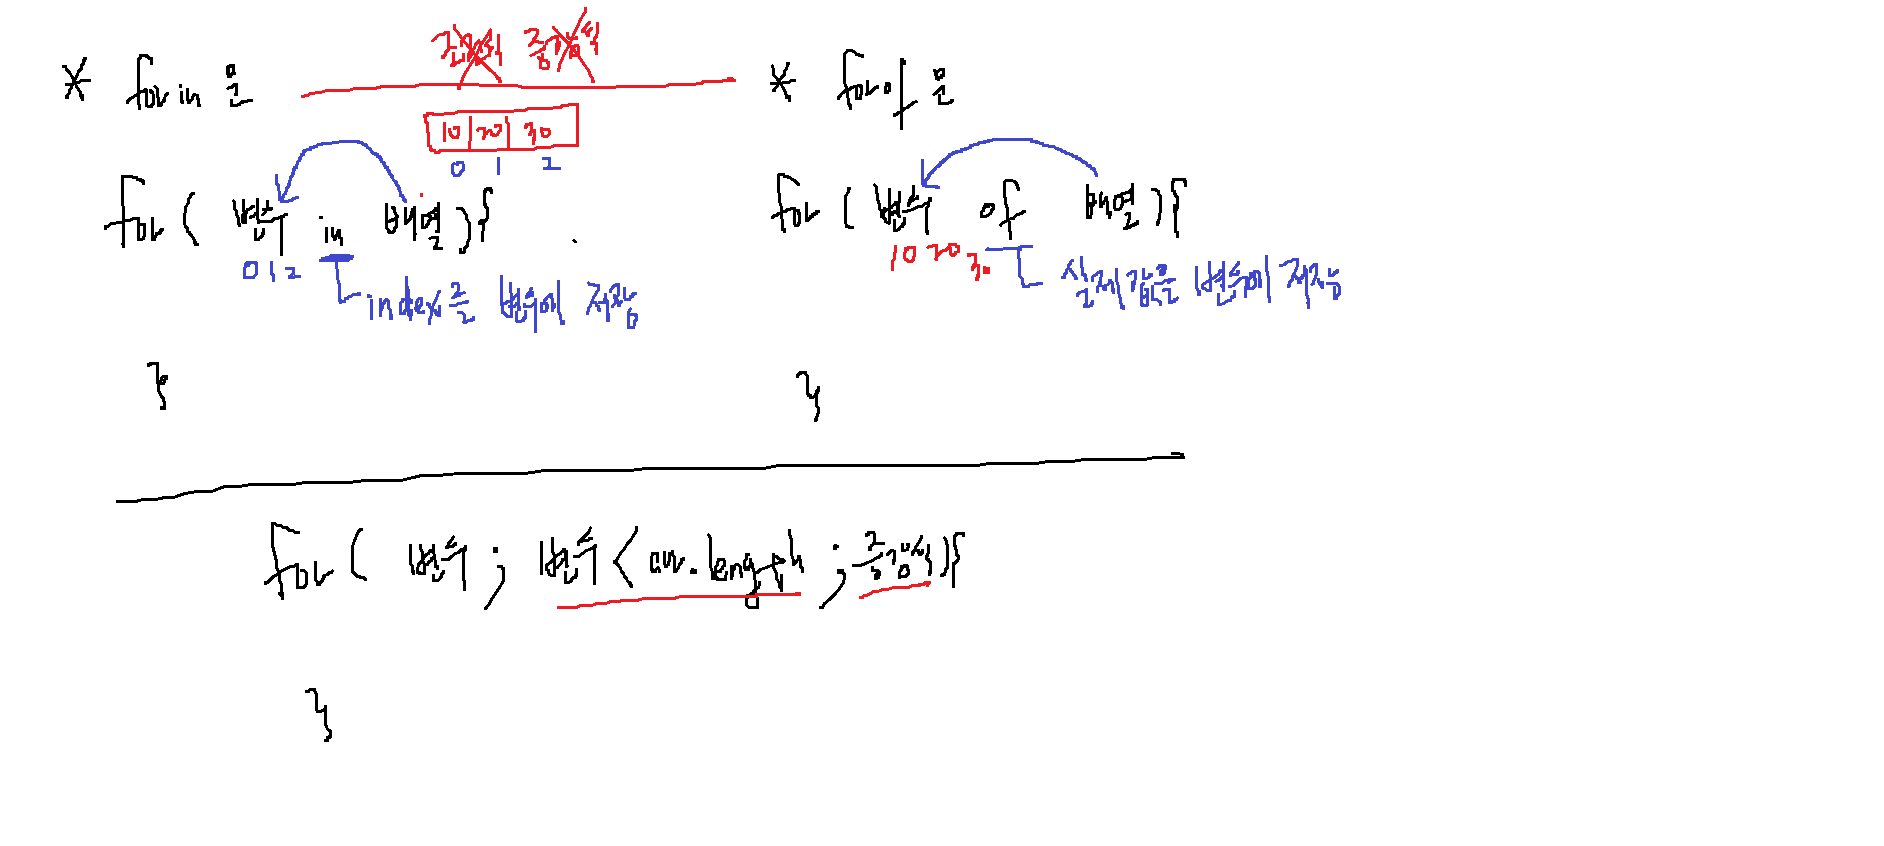 * for in 문
조건식 증감식
* for of 문
10 20 30
0 1 2
for ( 변수 in 배열 ) {
0 1 2
index를 변수에 저장
}
for ( 변수 of 배열 ) {
10 20 30
실제값을 변수에 저장
}
for ( 변수 ; 변수 < arr.length ; 증감식 ) {
}